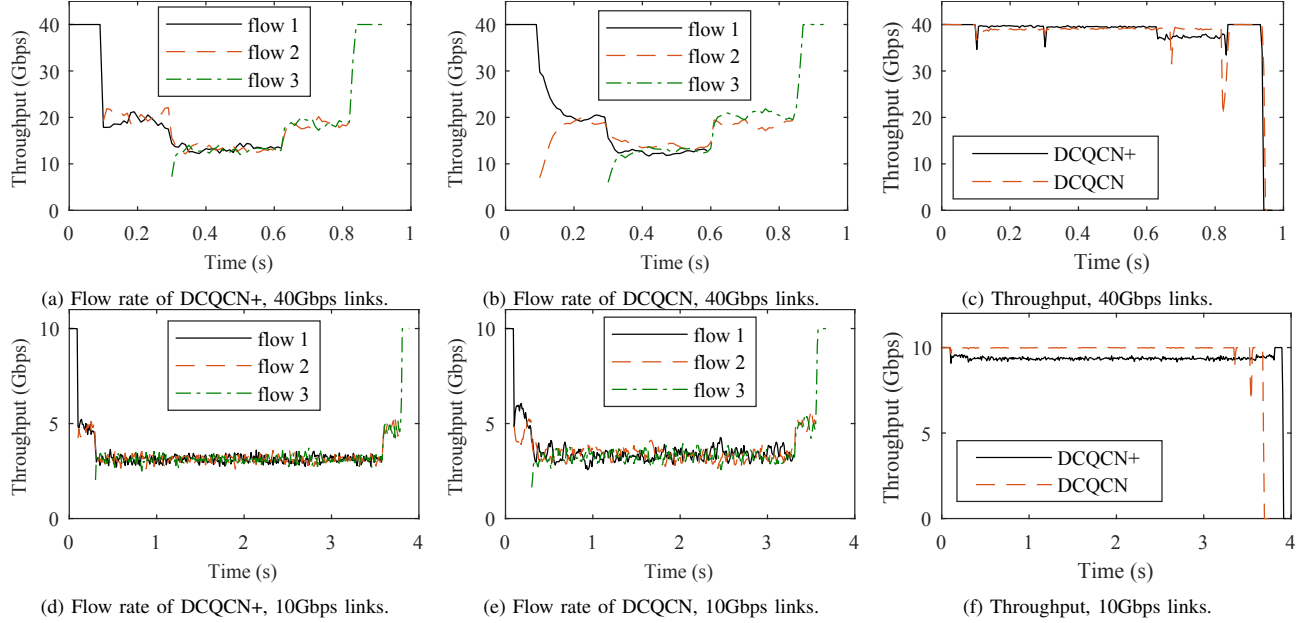 50
40
30
20
10
0
Throughput (Gbps)
flow 1
flow 2
flow 3
0 0.2 0.4 0.6 0.8 1
Time (s)
(a) Flow rate of DCQCN+, 40Gbps links.
50
40
30
20
10
0
Throughput (Gbps)
flow 1
flow 2
flow 3
0 0.2 0.4 0.6 0.8 1
Time (s)
(b) Flow rate of DCQCN, 40Gbps links.
40
30
20
10
0
Throughput (Gbps)
DCQCN+
DCQCN
0 0.2 0.4 0.6 0.8 1
Time (s)
(c) Throughput, 40Gbps links.
10
5
0
Throughput (Gbps)
flow 1
flow 2
flow 3
0 1 2 3 4
Time (s)
(d) Flow rate of DCQCN+, 10Gbps links.
10
5
0
Throughput (Gbps)
flow 1
flow 2
flow 3
0 1 2 3 4
Time (s)
(e) Flow rate of DCQCN, 10Gbps links.
10
5
0
Throughput (Gbps)
DCQCN+
DCQCN
0 1 2 3 4
Time (s)
(f) Throughput, 10Gbps links.